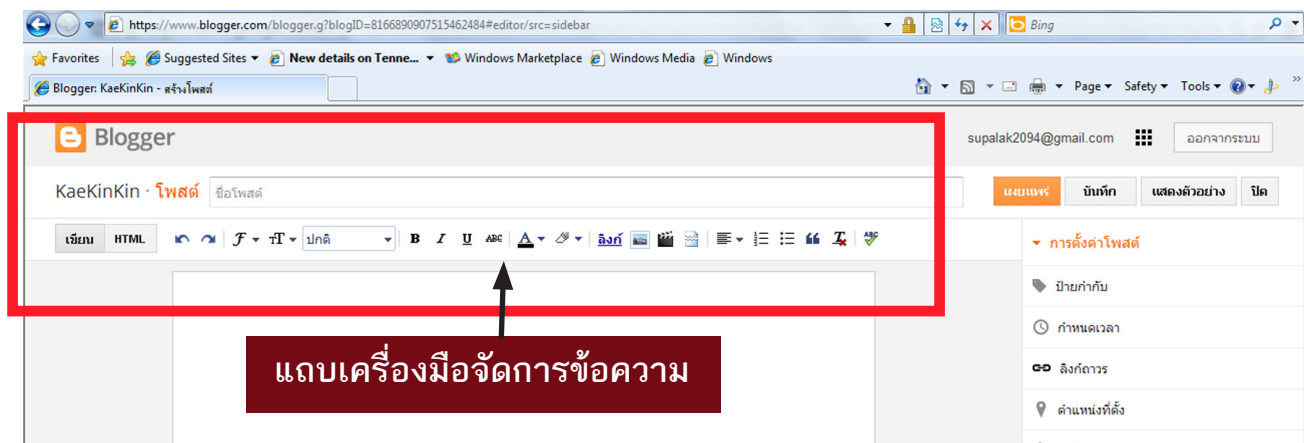 https://www.blogger.com/blogger.g?blogID=8166890907515462484#editor/src=sidebar Bing
Favorites Suggested Sites New details on Tenne... Windows Marketplace Windows Media Windows
Blogger: KaeKinKin - สร้างโพสต์ Page Safety Tools
Blogger supalak2094@gmail.com ออกจากระบบ
KaeKinKin · โพสต์ ชื่อโพสต์ เผยแพร่ บันทึก แสดงตัวอย่าง ปิด
เขียน HTML ปกติ B I U ABC A ลิงก์ ABC
การตั้งค่าโพสต์
ป้ายกำกับ
กำหนดเวลา
แถบเครื่องมือจัดการข้อความ
ลิงก์ถาวร
ตำแหน่งที่ตั้ง